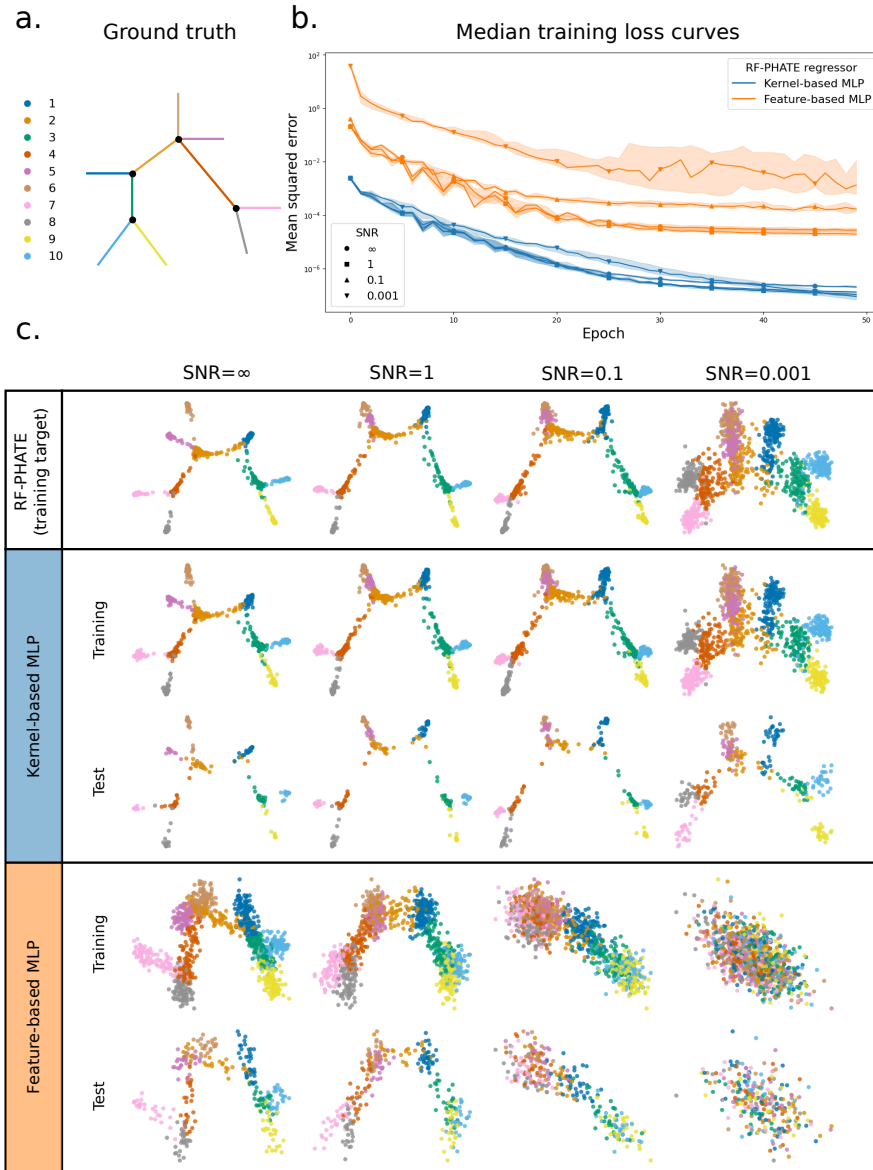 a.
Ground truth
1
2
3
4
5
6
7
8
9
10
b.
Median training loss curves
Mean squared error
10²
10⁰
10⁻²
10⁻⁴
10⁻⁶
RF-PHATE regressor
Kernel-based MLP
Feature-based MLP
SNR
∞
1
0.1
0.001
0
10
20
30
40
50
Epoch
c.
SNR=∞
SNR=1
SNR=0.1
SNR=0.001
RF-PHATE
(training target)
Kernel-based MLP
Training
Test
Feature-based MLP
Training
Test